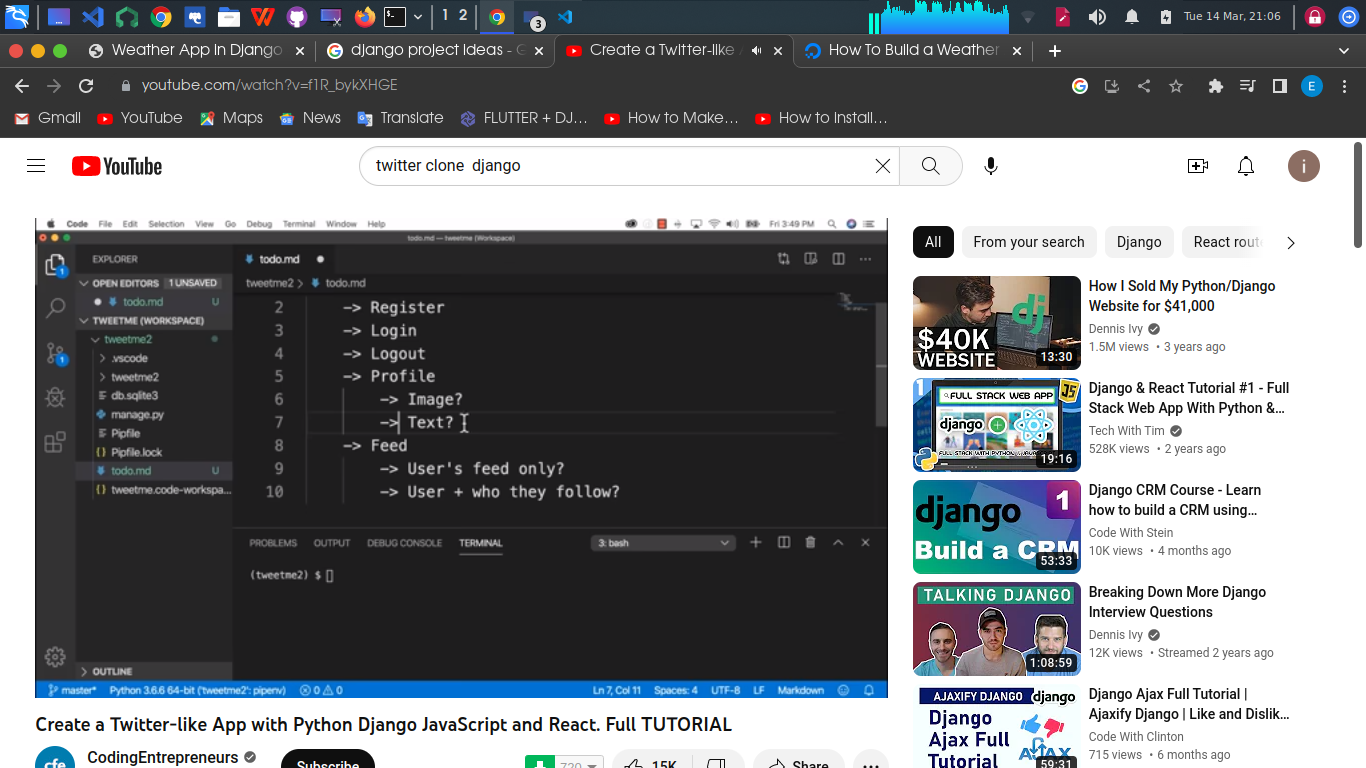 1 2
3
Tue 14 Mar, 21:06
Weather App in Django
django project ideas - G
Create a Twitter-like A
How To Build a Weather
youtube.com/watch?v=f1R_bykXHGE
E
Gmail
YouTube
Maps
News
Translate
FLUTTER + DJ...
How to Make...
How to install...
YouTube
twitter clone  django
i
Code File Edit Selection View Go Debug Terminal Window Help
Fri 3:49 PM
todo.md — tweetme (Workspace)
EXPLORER
OPEN EDITORS 1 UNSAVED
todo.md U
TWEETME (WORKSPACE)
tweetme2
.vscode
tweetme2
db.sqlite3
manage.py
Pipfile
Pipfile.lock
todo.md U
tweetme.code-workspa...
OUTLINE
todo.md
tweetme2 > todo.md
2 -> Register
3 -> Login
4 -> Logout
5 -> Profile
6 -> Image?
7 -> Text?
8 -> Feed
9 -> User's feed only?
10 -> User + who they follow?
PROBLEMS OUTPUT DEBUG CONSOLE TERMINAL 3: bash
(tweetme2) $
master* Python 3.6.6 64-bit ('tweetme2': pipenv) 0 0 Ln 7, Col 11 Spaces: 4 UTF-8 LF Markdown
Create a Twitter-like App with Python Django JavaScript and React. Full TUTORIAL
cfe
CodingEntrepreneurs
Subscribe
720
15K
Share
All
From your search
Django
React route
$40K
WEBSITE
13:30
How I Sold My Python/Django
Website for $41,000
Dennis Ivy
1.5M views • 3 years ago
1
FULL STACK WEB APP
JS
django
FULL STACK WITH PYTHON
19:16
Django & React Tutorial #1 - Full
Stack Web App With Python &...
Tech With Tim
528K views • 2 years ago
django
1
Build a CRM
53:33
Django CRM Course - Learn
how to build a CRM using...
Code With Stein
10K views • 4 months ago
TALKING DJANGO
1:08:59
Breaking Down More Django
Interview Questions
Dennis Ivy
12K views • Streamed 2 years ago
AJAXIFY DJANGO
django
Django
Ajax Full
Tutorial
AJAX
59:31
Django Ajax Full Tutorial |
Ajaxify Django | Like and Dislik...
Code With Clinton
715 views • 6 months ago